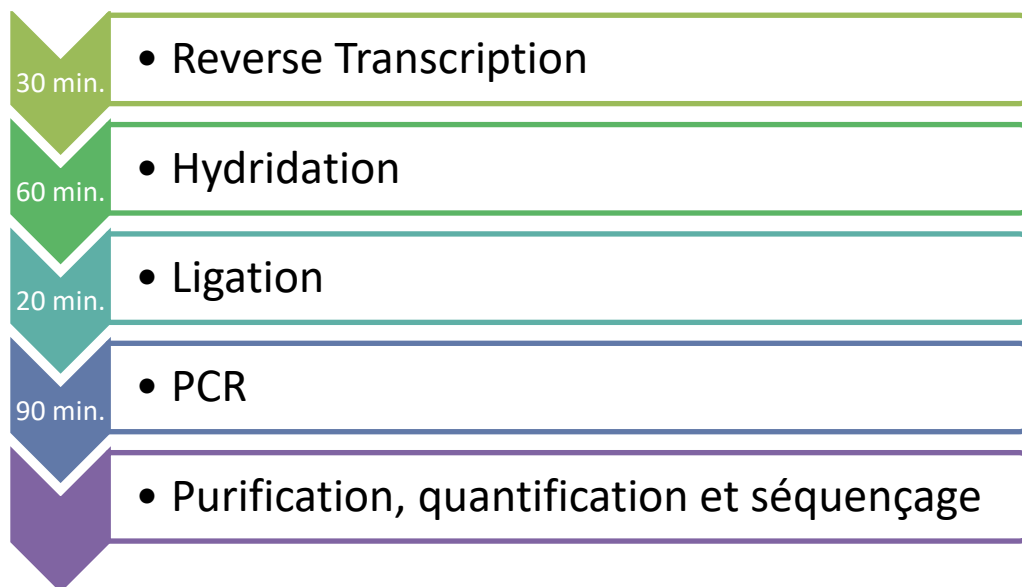 30 min.
• Reverse Transcription
60 min.
• Hydridation
20 min.
• Ligation
90 min.
• PCR
• Purification, quantification et séquençage